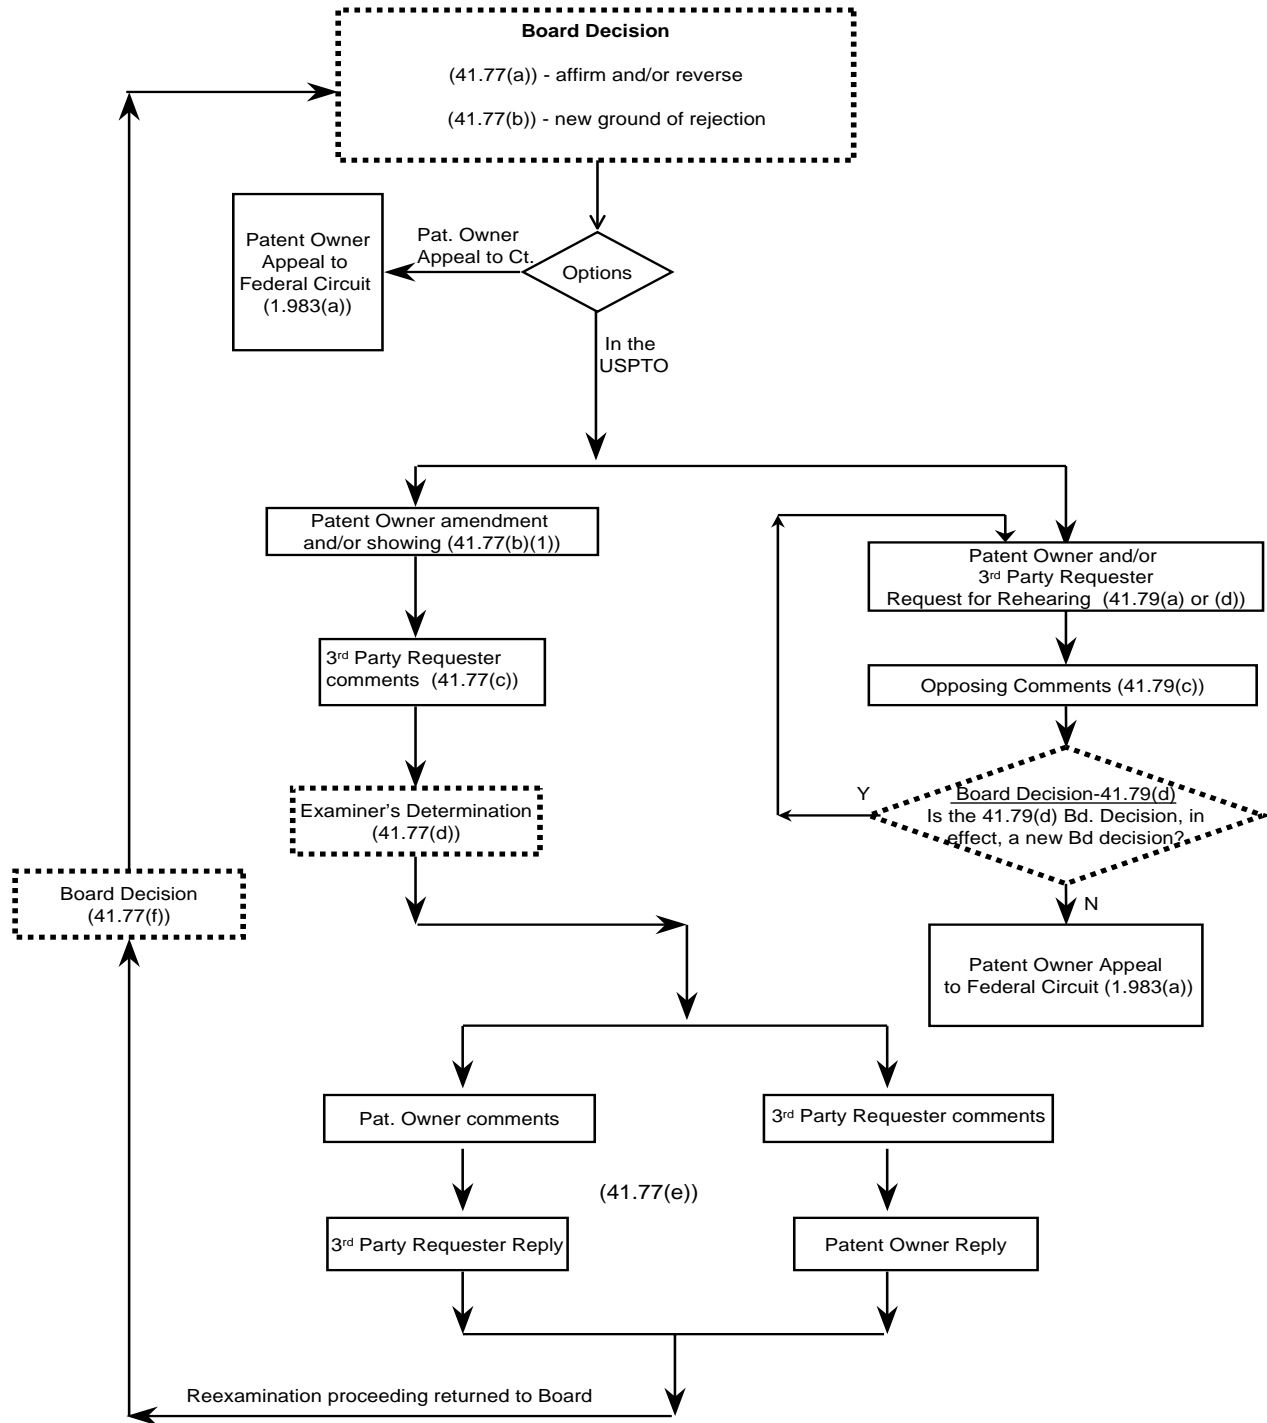 Board Decision
(41.77(a)) - affirm and/or reverse
(41.77(b)) - new ground of rejection
Patent Owner
Appeal to
Federal Circuit
(1.983(a))
Pat. Owner
Appeal to Ct.
Options
In the
USPTO
Patent Owner amendment
and/or showing (41.77(b)(1))
Patent Owner and/or
3rd Party Requester
Request for Rehearing (41.79(a) or (d))
3rd Party Requester
comments (41.77(c))
Opposing Comments (41.79(c))
Y
Board Decision-41.79(d)
Is the 41.79(d) Bd. Decision, in
effect, a new Bd decision?
Examiner's Determination
(41.77(d))
N
Board Decision
(41.77(f))
Patent Owner Appeal
to Federal Circuit (1.983(a))
Pat. Owner comments
3rd Party Requester comments
(41.77(e))
3rd Party Requester Reply
Patent Owner Reply
Reexamination proceeding returned to Board